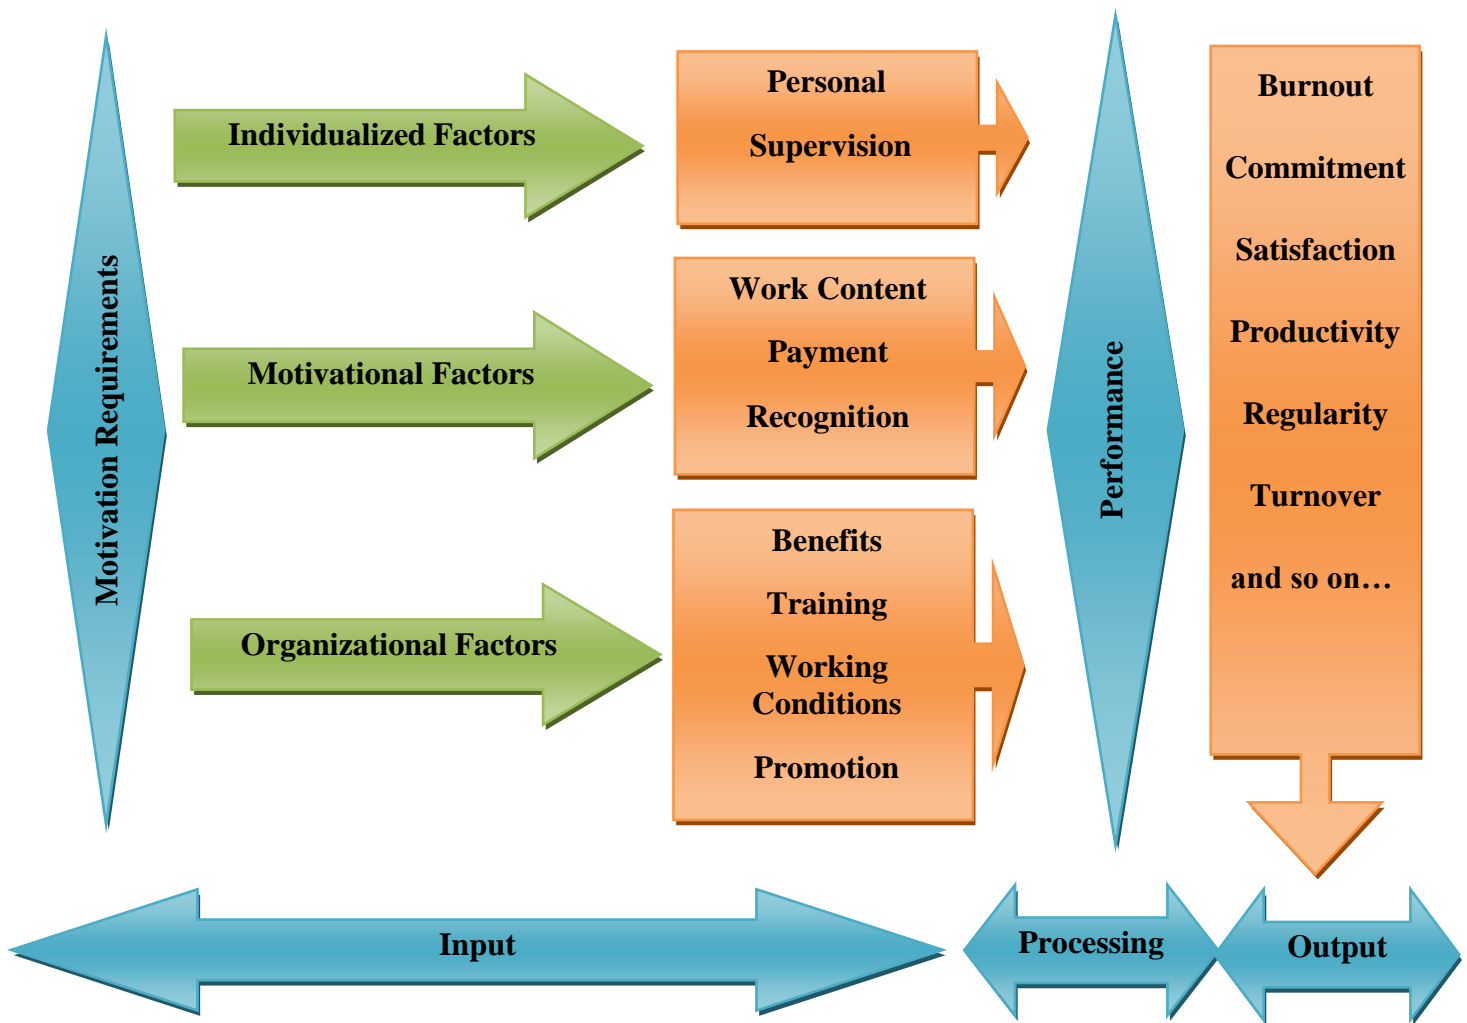 Motivation Requirements
Individualized Factors
Motivational Factors
Organizational Factors
Personal
Supervision
Work Content
Payment
Recognition
Benefits
Training
Working
Conditions
Promotion
Performance
Burnout
Commitment
Satisfaction
Productivity
Regularity
Turnover
and so on…
Input
Processing
Output